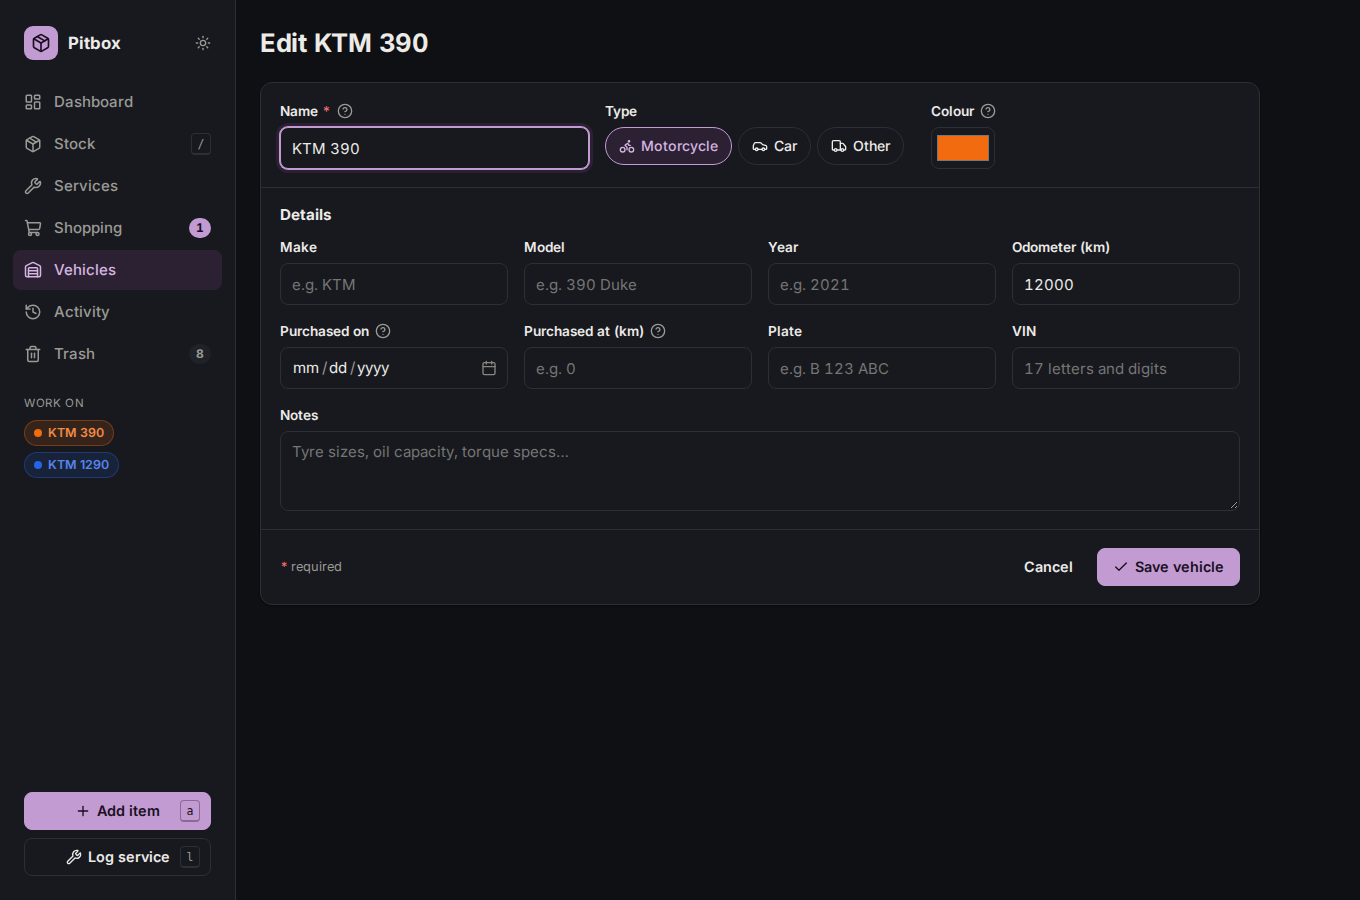 Pitbox
Dashboard
Stock /
Services
Shopping 1
Vehicles
Activity
Trash 8
WORK ON
KTM 390
KTM 1290
Add item a
Log service l
Edit KTM 390
Name * Type Colour
KTM 390 Motorcycle Car Other
Details
Make Model Year Odometer (km)
e.g. KTM e.g. 390 Duke e.g. 2021 12000
Purchased on Purchased at (km) Plate VIN
mm/dd/yyyy e.g. 0 e.g. B 123 ABC 17 letters and digits
Notes
Tyre sizes, oil capacity, torque specs...
* required Cancel Save vehicle